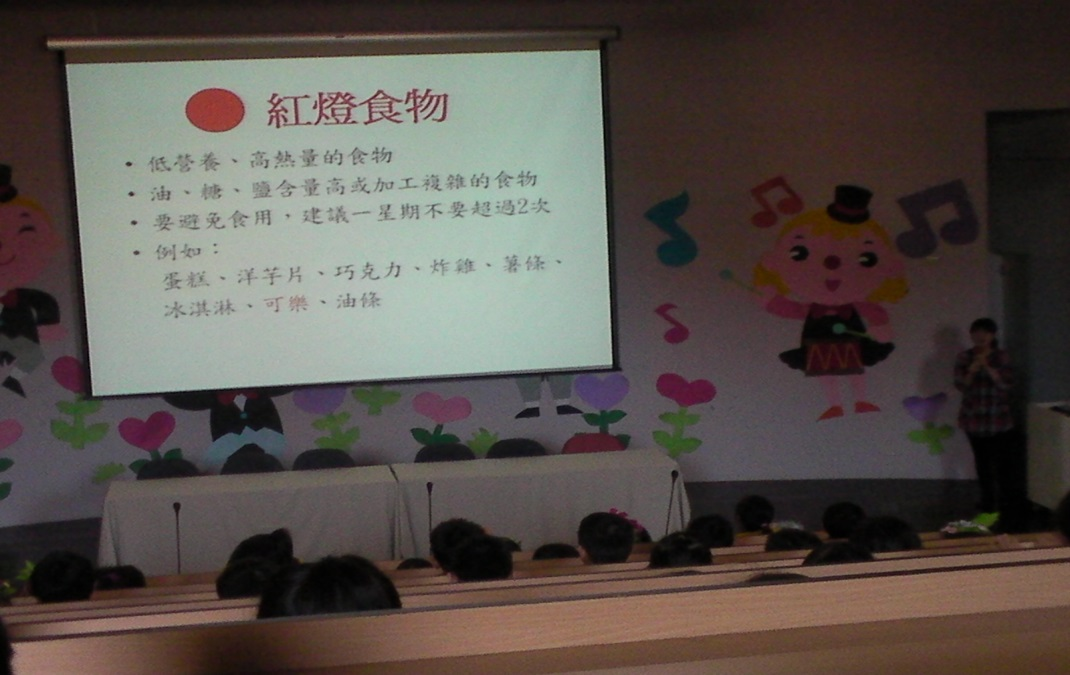 紅燈食物
• 低營養、高熱量的食物
• 油、糖、鹽含量高或加工複雜的食物
• 要避免食用，建議一星期不要超過2次
• 例如：
蛋糕、洋芋片、巧克力、炸雞、薯條、
冰淇淋、可樂、油條